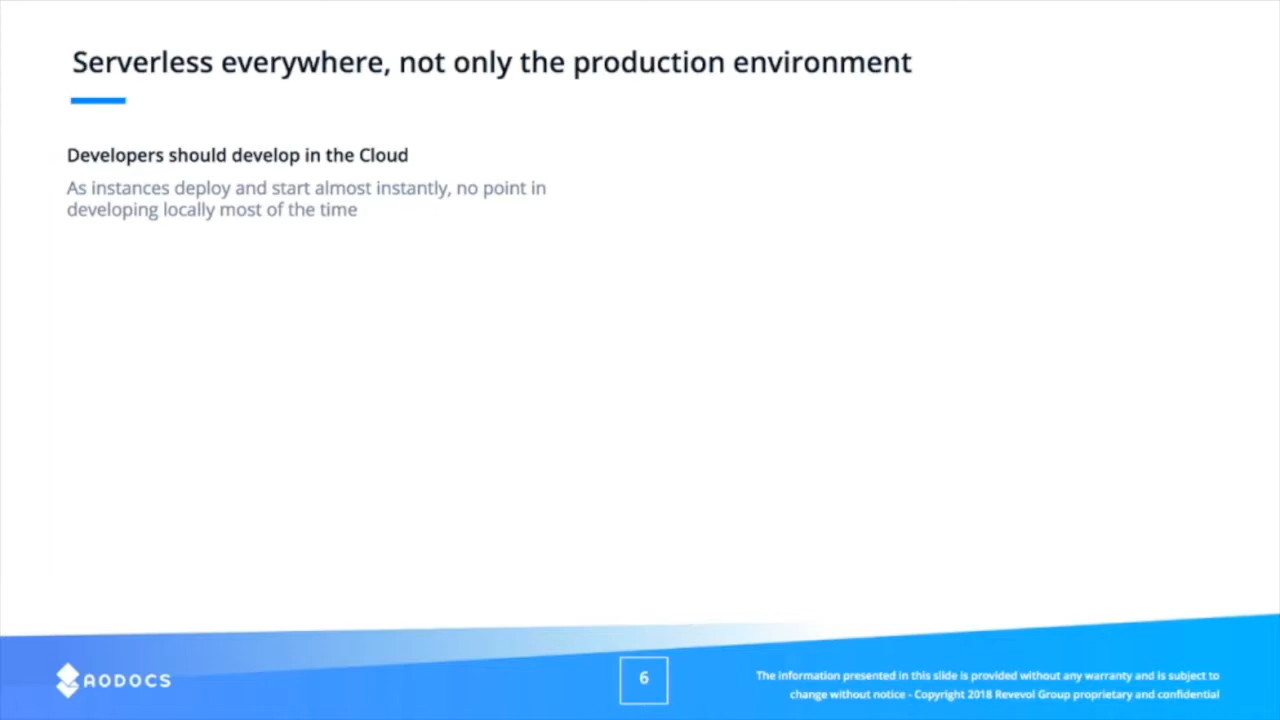 Serverless everywhere, not only the production environment
Developers should develop in the Cloud
As instances deploy and start almost instantly, no point in
developing locally most of the time
AODOCS
6
The information presented in this slide is provided without any warranty and is subject to
change without notice - Copyright 2018 Revevol Group proprietary and confidential